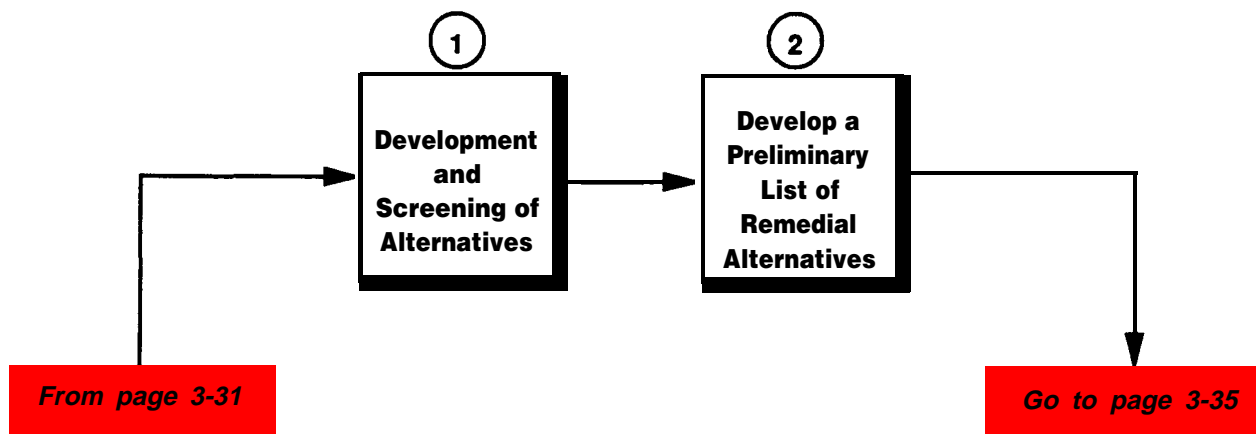 1
2
Development
and
Screening of
Alternatives
Develop a
Preliminary
List of
Remedial
Alternatives
From page 3-31
Go to page 3-35